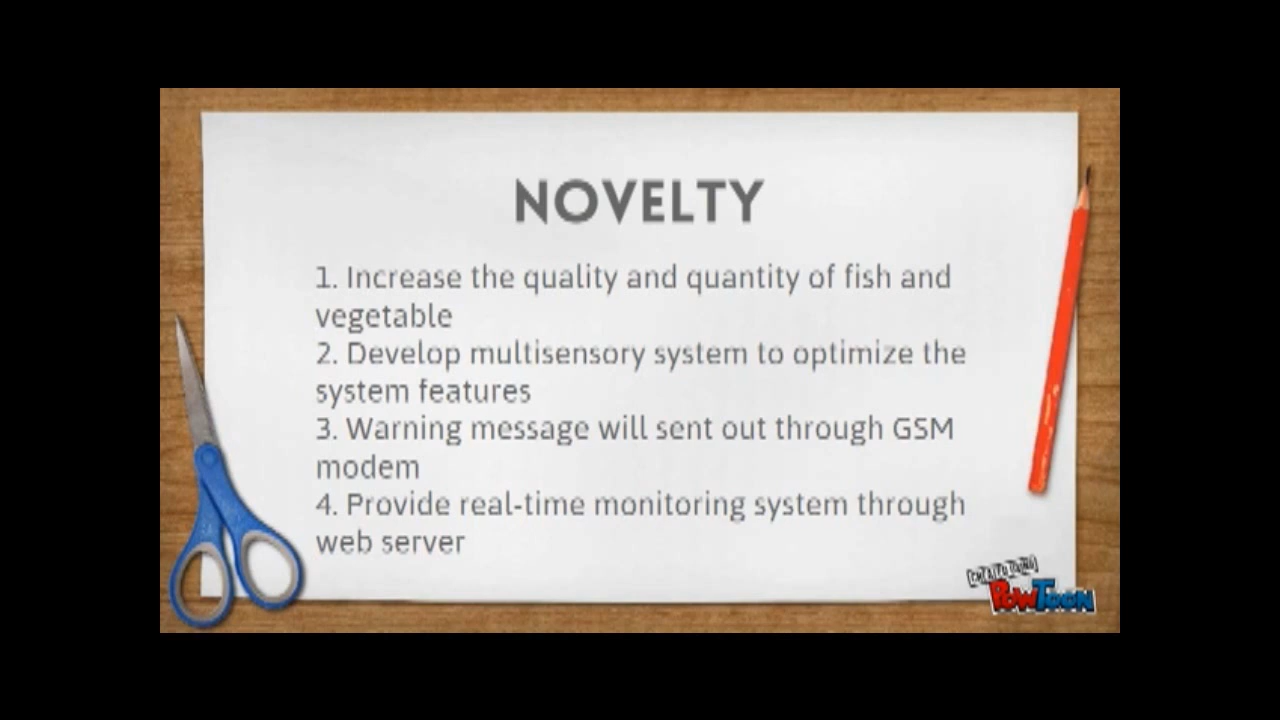 NOVELTY
1. Increase the quality and quantity of fish and
vegetable
2. Develop multisensory system to optimize the
system features
3. Warning message will sent out through GSM
modem
4. Provide real-time monitoring system through
web server
CREATED USING
POWTOON